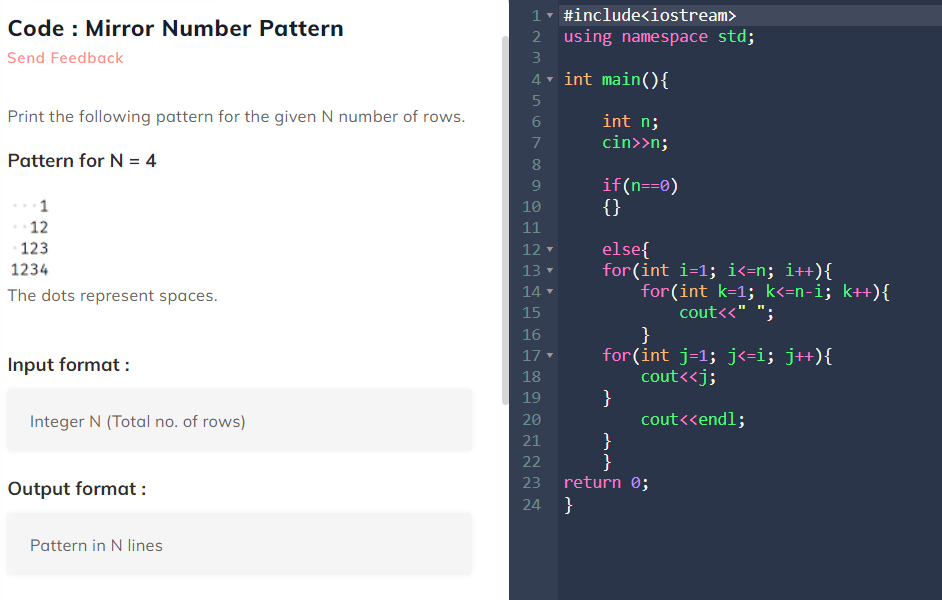 Code : Mirror Number Pattern
Send Feedback
Print the following pattern for the given N number of rows.
Pattern for N = 4
···1
··12
·123
1234
The dots represent spaces.
Input format :
Integer N (Total no. of rows)
Output format :
Pattern in N lines
1 #include<iostream>
2 using namespace std;
3
4 int main(){
5
6     int n;
7     cin>>n;
8
9     if(n==0)
10     {}
11
12     else{
13     for(int i=1; i<=n; i++){
14         for(int k=1; k<=n-i; k++){
15             cout<<" ";
16         }
17     for(int j=1; j<=i; j++){
18         cout<<j;
19     }
20         cout<<endl;
21     }
22     }
23 return 0;
24 }